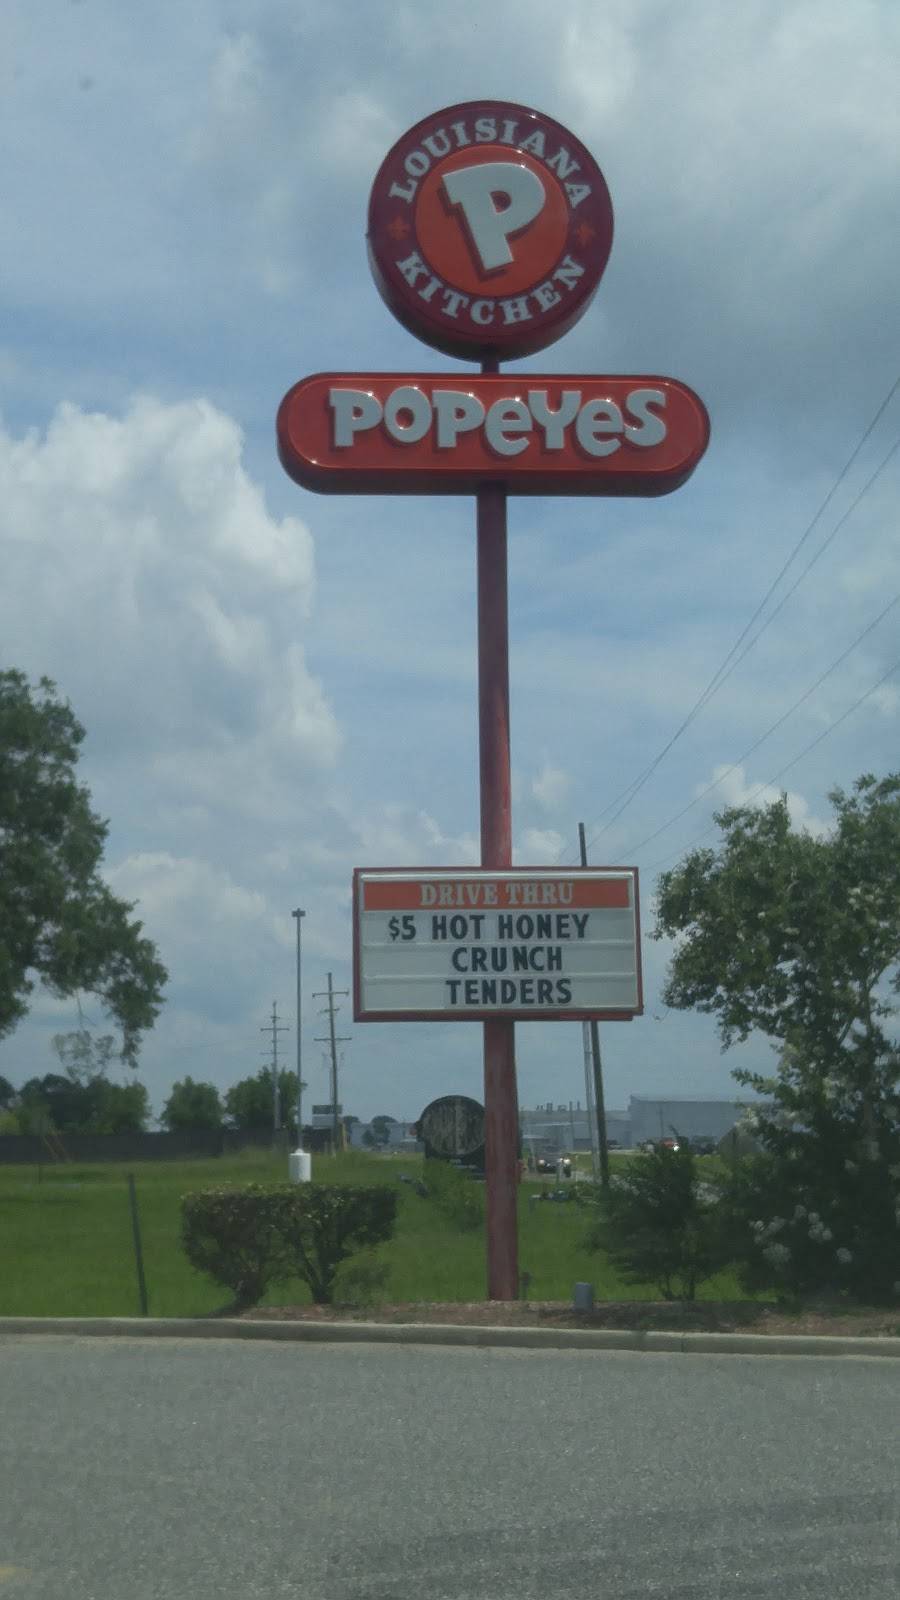 LOUISIANA
P
KITCHEN
POPEYES
DRIVE THRU
$5 HOT HONEY
CRUNCH
TENDERS